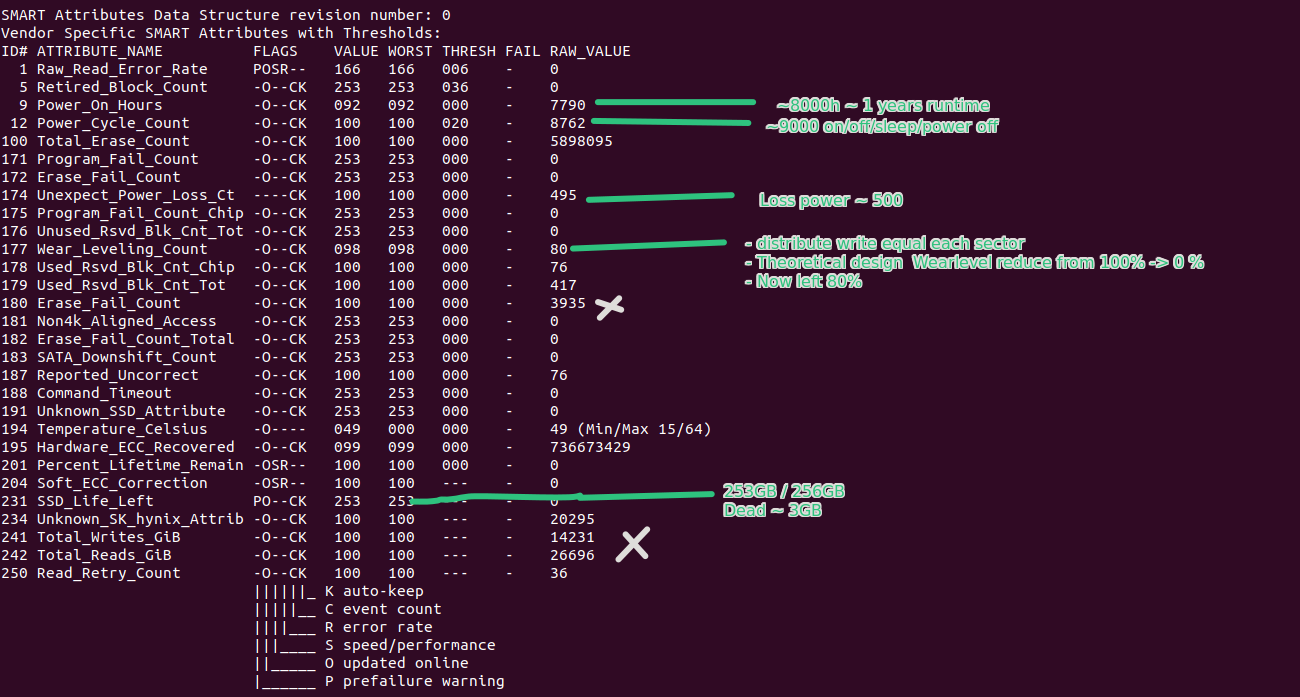 SMART Attributes Data Structure revision number: 0
Vendor Specific SMART Attributes with Thresholds:
ID# ATTRIBUTE_NAME FLAGS VALUE WORST THRESH FAIL RAW_VALUE
1 Raw_Read_Error_Rate POSR-- 166 166 006 - 0
5 Retired_Block_Count -O--CK 253 253 036 - 0
9 Power_On_Hours -O--CK 092 092 000 - 7790 ~8000h ~ 1 years runtime
12 Power_Cycle_Count -O--CK 100 100 020 - 8762 ~9000 on/off/sleep/power off
100 Total_Erase_Count -O--CK 100 100 000 - 5898095
171 Program_Fail_Count -O--CK 253 253 000 - 0
172 Erase_Fail_Count -O--CK 253 253 000 - 0
174 Unexpect_Power_Loss_Ct ----CK 100 100 000 - 495 Loss power ~ 500
175 Program_Fail_Count_Chip -O--CK 253 253 000 - 0
176 Unused_Rsvd_Blk_Cnt_Tot -O--CK 253 253 000 - 0
177 Wear_Leveling_Count -O--CK 098 098 000 - 80 - distribute write equal each sector
178 Used_Rsvd_Blk_Cnt_Chip -O--CK 100 100 000 - 76 - Theoretical design Wearlevel reduce from 100% -> 0 %
179 Used_Rsvd_Blk_Cnt_Tot -O--CK 100 100 000 - 417 - Now left 80%
180 Erase_Fail_Count -O--CK 100 100 000 - 3935
181 Non4k_Aligned_Access -O--CK 253 253 000 - 0
182 Erase_Fail_Count_Total -O--CK 253 253 000 - 0
183 SATA_Downshift_Count -O--CK 253 253 000 - 0
187 Reported_Uncorrect -O--CK 100 100 000 - 76
188 Command_Timeout -O--CK 253 253 000 - 0
191 Unknown_SSD_Attribute -O--CK 253 253 000 - 0
194 Temperature_Celsius -O---- 049 000 000 - 49 (Min/Max 15/64)
195 Hardware_ECC_Recovered -O--CK 099 099 000 - 736673429
201 Percent_Lifetime_Remain -OSR-- 100 100 000 - 0
204 Soft_ECC_Correction -OSR-- 100 100 --- - 0
231 SSD_Life_Left PO--CK 253 253 --- - 0 253GB / 256GB
Dead ~ 3GB
234 Unknown_SK_hynix_Attrib -O--CK 100 100 --- - 20295
241 Total_Writes_GiB -O--CK 100 100 --- - 14231
242 Total_Reads_GiB -O--CK 100 100 --- - 26696
250 Read_Retry_Count -O--CK 100 100 --- - 36
||||||_ K auto-keep
|||||__ C event count
||||___ R error rate
|||____ S speed/performance
||_____ O updated online
|______ P prefailure warning